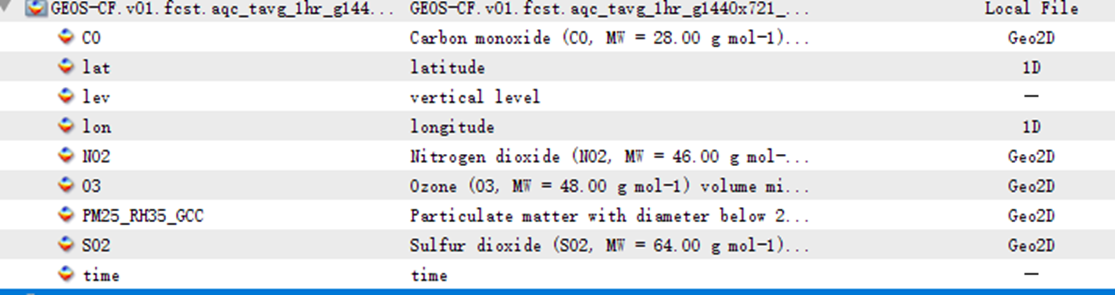 GEOS-CF.v01.fcst.aqc_tavg_1hr_g144... GEOS-CF.v01.fcst.aqc_tavg_1hr_g1440x721_... Local File
CO Carbon monoxide (CO, MW = 28.00 g mol-1)... Geo2D
lat latitude 1D
lev vertical level —
lon longitude 1D
NO2 Nitrogen dioxide (NO2, MW = 46.00 g mol-... Geo2D
O3 Ozone (O3, MW = 48.00 g mol-1) volume mi... Geo2D
PM25_RH35_GCC Particulate matter with diameter below 2... Geo2D
SO2 Sulfur dioxide (SO2, MW = 64.00 g mol-1)... Geo2D
time time —